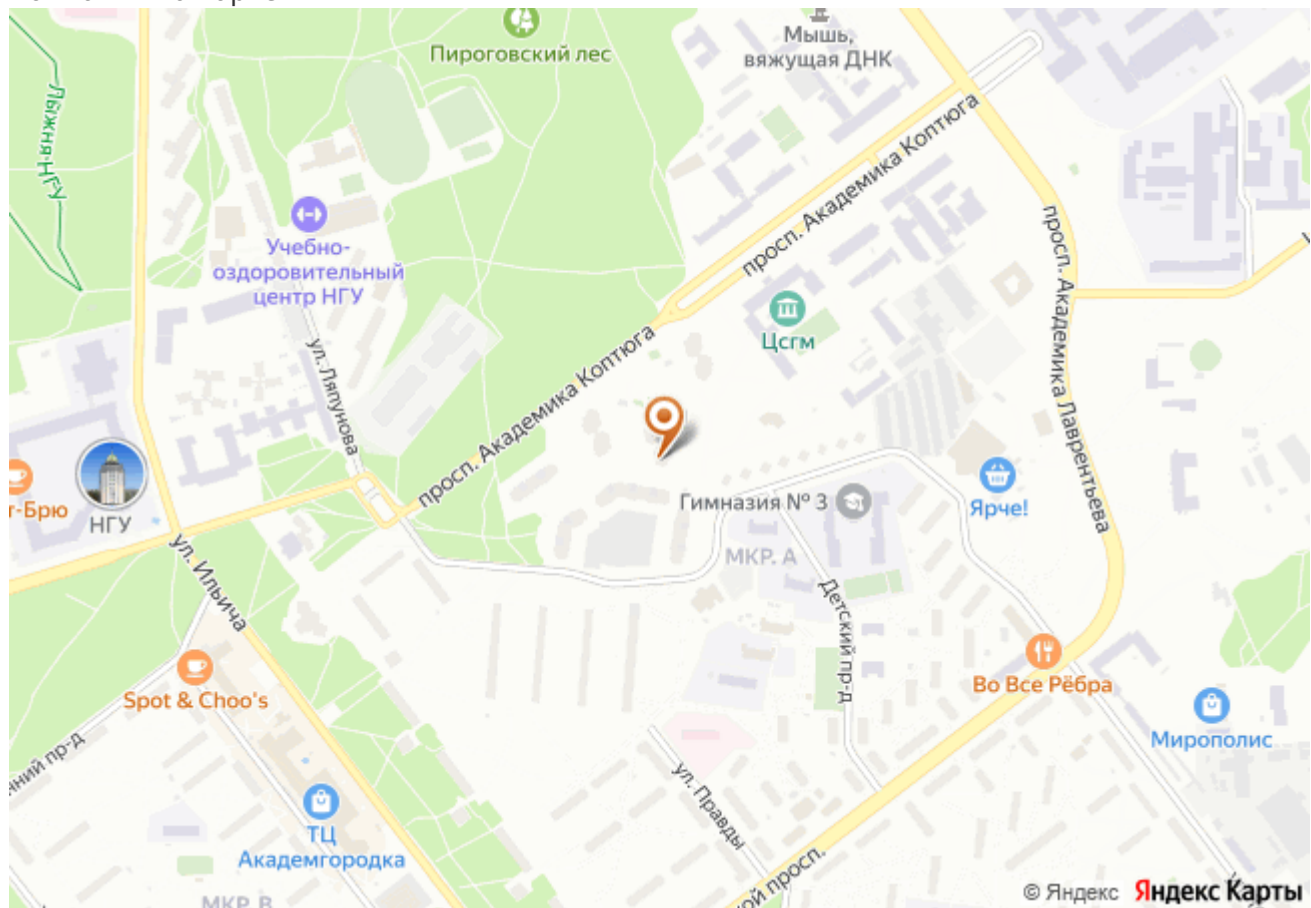 Мышь,
вяжущая ДНК
Пироговский лес
Лыжня НГУ
просп. Академика Коптюга
просп. Академика Коптюга
просп. Академика Лаврентьева
Учебно-
оздоровительный
центр НГУ
Цсгм
ул. Ляпунова
НГУ
Гимназия № 3
Ярче!
МКР. А
ул. Ильича
Детский пр-д
Spot & Choo's
Во Все Рёбра
Мирополис
ул. Правды
ТЦ
Академгородка
МКР. В
© Яндекс Яндекс Карты